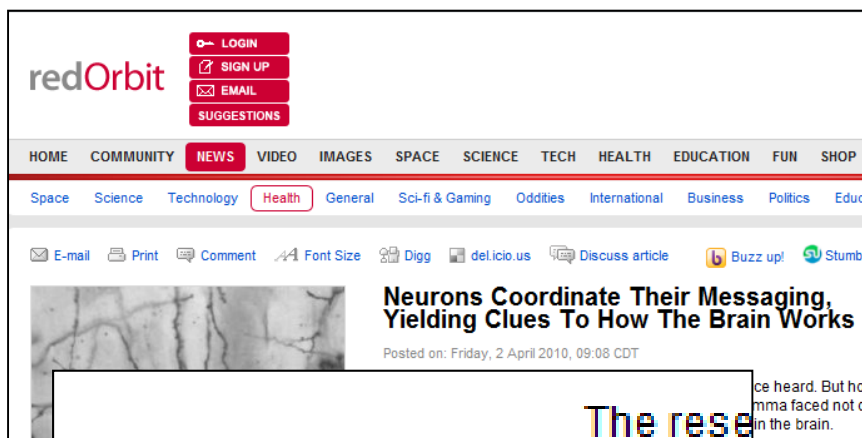 redOrbit
LOGIN
SIGN UP
EMAIL
SUGGESTIONS
HOME COMMUNITY NEWS VIDEO IMAGES SPACE SCIENCE TECH HEALTH EDUCATION FUN SHOP
Space Science Technology Health General Sci-fi & Gaming Oddities International Business Politics Educ
E-mail Print Comment Font Size Digg del.icio.us Discuss article Buzz up! Stumb
Neurons Coordinate Their Messaging,
Yielding Clues To How The Brain Works
Posted on: Friday, 2 April 2010, 09:08 CDT
ce heard. But ho
mma faced not o
in the brain.
The rese